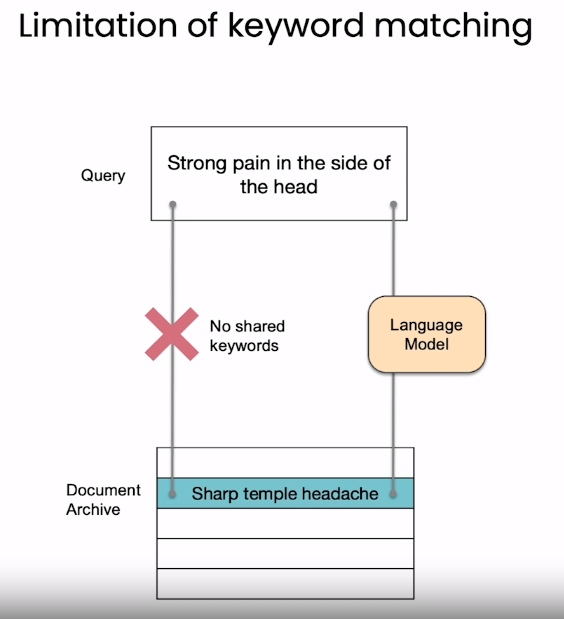 Limitation of keyword matching
Query
Strong pain in the side of
the head
No shared
keywords
Language
Model
Document
Archive
Sharp temple headache